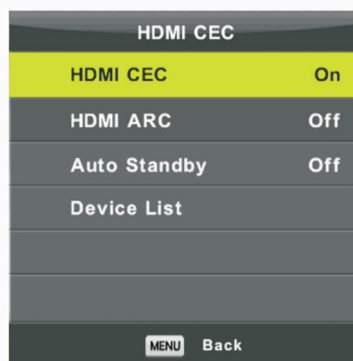 HDMI CEC
HDMI CEC On
HDMI ARC Off
Auto Standby Off
Device List
MENU Back